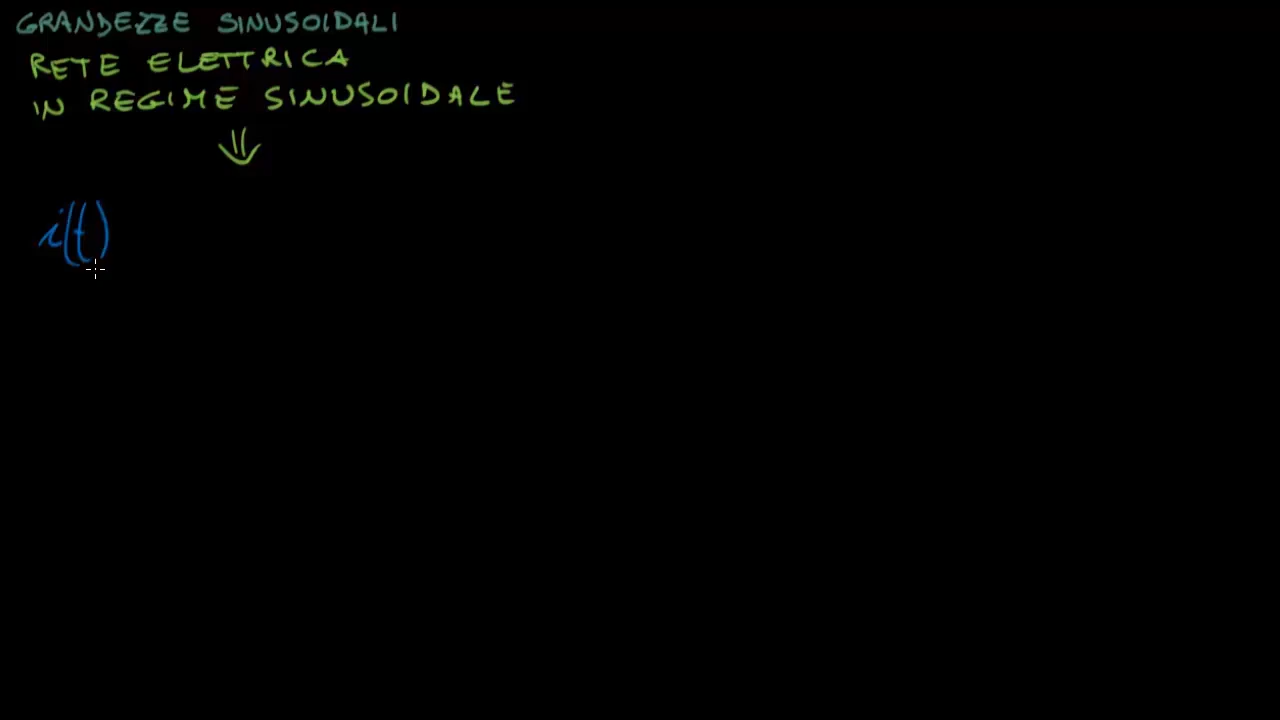 GRANDEZZE SINUSOIDALI
RETE ELETTRICA
IN REGIME SINUSOIDALE
⇓
i(t)